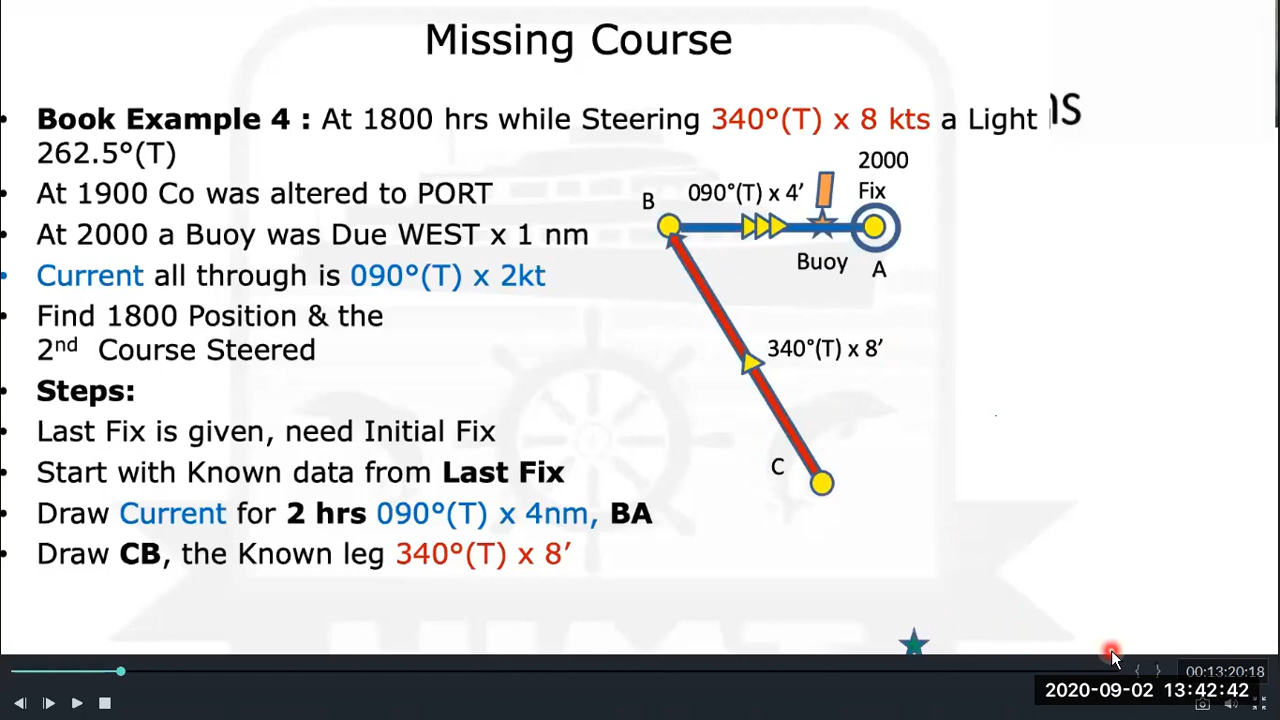 Missing Course
Book Example 4 : At 1800 hrs while Steering 340°(T) x 8 kts a Light
262.5°(T)
At 1900 Co was altered to PORT
At 2000 a Buoy was Due WEST x 1 nm
Current all through is 090°(T) x 2kt
Find 1800 Position & the
2nd Course Steered
Steps:
Last Fix is given, need Initial Fix
Start with Known data from Last Fix
Draw Current for 2 hrs 090°(T) x 4nm, BA
Draw CB, the Known leg 340°(T) x 8’
2000
Fix
B
090°(T) x 4’
Buoy
A
340°(T) x 8’
C
00:13:20:18
2020-09-02 13:42:42